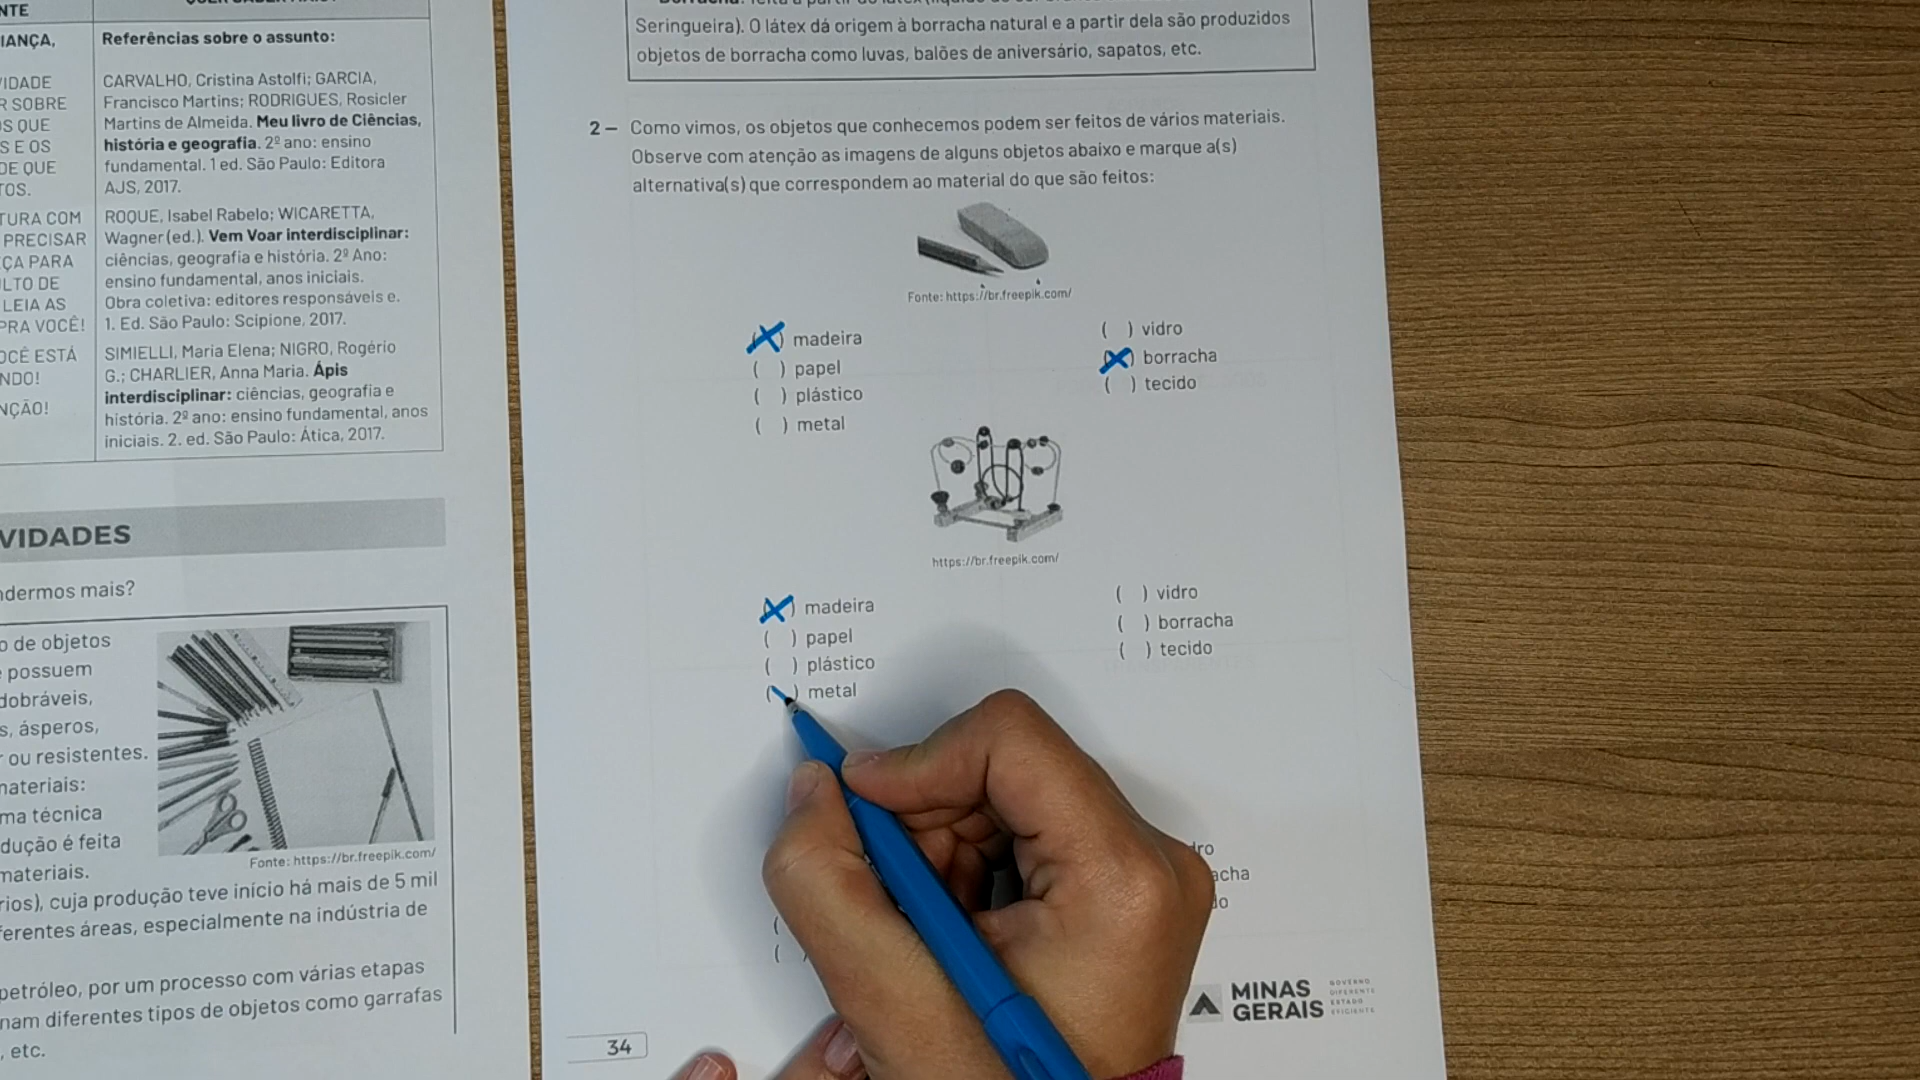 NTE
IANÇA,
Referências sobre o assunto:
IDADE
R SOBRE
OS QUE
S E OS
DE QUE
TOS.
TURA COM
PRECISAR
ÇA PARA
LTO DE
LEIA AS
PRA VOCÊ!
OCÊ ESTÁ
NDO!
NÇÃO!
CARVALHO, Cristina Astolfi; GARCIA,
Francisco Martins; RODRIGUES, Rosicler
Martins de Almeida. Meu livro de Ciências,
história e geografia. 2º ano: ensino
fundamental. 1 ed. São Paulo: Editora
AJS, 2017.
ROQUE, Isabel Rabelo; WICARETTA,
Wagner (ed.). Vem Voar interdisciplinar:
ciências, geografia e história. 2º Ano:
ensino fundamental, anos iniciais.
Obra coletiva: editores responsáveis e.
1. Ed. São Paulo: Scipione, 2017.
SIMIELLI, Maria Elena; NIGRO, Rogério
G.; CHARLIER, Anna Maria. Ápis
interdisciplinar: ciências, geografia e
história. 2º ano: ensino fundamental, anos
iniciais. 2. ed. São Paulo: Ática, 2017.
VIDADES
ndermos mais?
o de objetos
possuem
dobráveis,
s, ásperos,
r ou resistentes.
materiais:
ma técnica
dução é feita
materiais.
Fonte: https://br.freepik.com/
rios), cuja produção teve início há mais de 5 mil
ferentes áreas, especialmente na indústria de
petróleo, por um processo com várias etapas
nam diferentes tipos de objetos como garrafas
, etc.
Seringueira). O látex dá origem à borracha natural e a partir dela são produzidos
objetos de borracha como luvas, balões de aniversário, sapatos, etc.
2 – Como vimos, os objetos que conhecemos podem ser feitos de vários materiais.
Observe com atenção as imagens de alguns objetos abaixo e marque a(s)
alternativa(s) que correspondem ao material do que são feitos:
Fonte: https://br.freepik.com/
(X) madeira
( ) papel
( ) plástico
( ) metal
( ) vidro
(X) borracha
( ) tecido
https://br.freepik.com/
(X) madeira
( ) papel
( ) plástico
(\) metal
( ) vidro
( ) borracha
( ) tecido
dro
acha
do
(
(
34
MINAS
GERAIS
GOVERNO
DIFERENTE
ESTADO
EFICIENTE